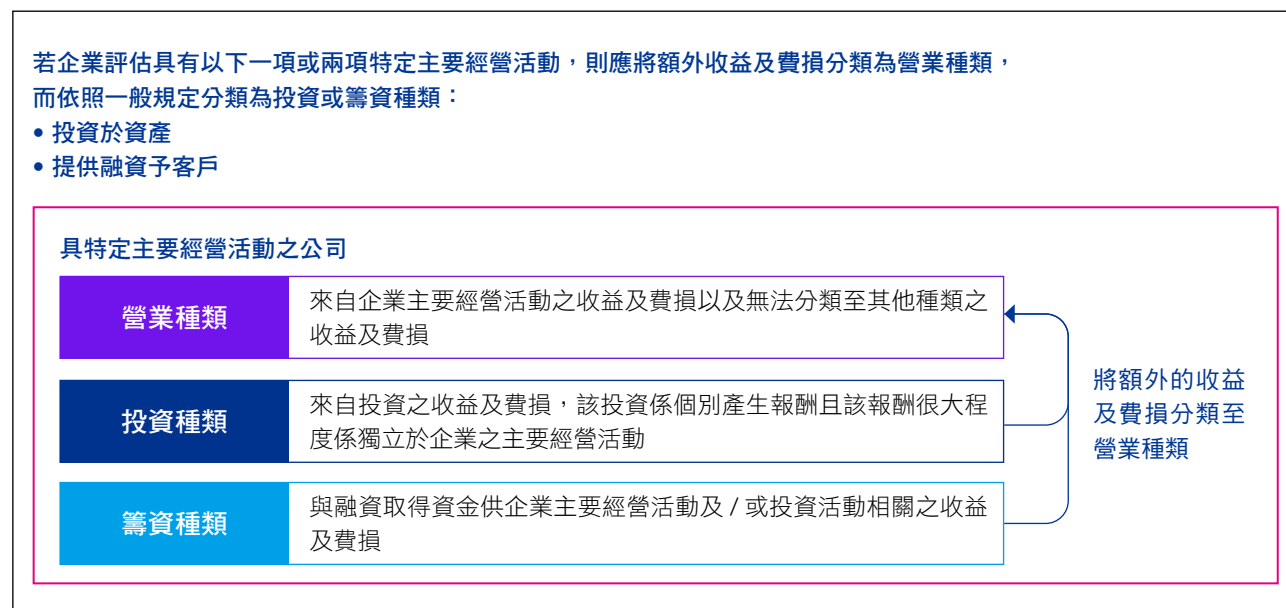 若企業評估具有以下一項或兩項特定主要經營活動，則應將額外收益及費損分類為營業種類，
而依照一般規定分類為投資或籌資種類：
• 投資於資產
• 提供融資予客戶
具特定主要經營活動之公司
營業種類
來自企業主要經營活動之收益及費損以及無法分類至其他種類之
收益及費損
投資種類
來自投資之收益及費損，該投資係個別產生報酬且該報酬很大程
度係獨立於企業之主要經營活動
籌資種類
與融資取得資金供企業主要經營活動及 / 或投資活動相關之收益
及費損
將額外的收益
及費損分類至
營業種類